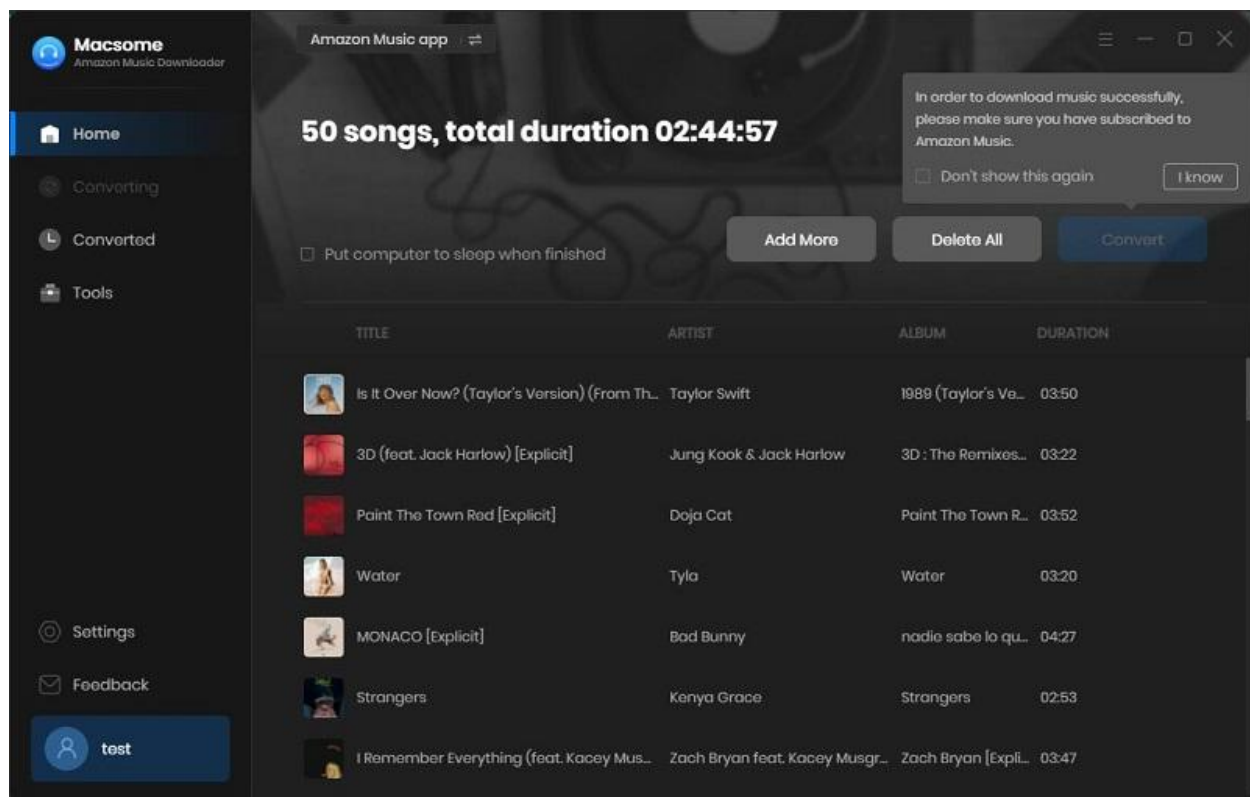 Macsome
Amazon Music Downloader
Amazon Music app
Home
Converting
Converted
Tools
Settings
Feedback
test
In order to download music successfully,
please make sure you have subscribed to
Amazon Music.
Don't show this again
I know
50 songs, total duration 02:44:57
Put computer to sleep when finished
Add More
Delete All
Convert
TITLE ARTIST ALBUM DURATION
Is It Over Now? (Taylor's Version) (From Th... Taylor Swift 1989 (Taylor's Ve... 03:50
3D (feat. Jack Harlow) [Explicit] Jung Kook & Jack Harlow 3D : The Remixes... 03:22
Paint The Town Red [Explicit] Doja Cat Paint The Town R... 03:52
Water Tyla Water 03:20
MONACO [Explicit] Bad Bunny nadie sabe lo qu... 04:27
Strangers Kenya Grace Strangers 02:53
I Remember Everything (feat. Kacey Mus... Zach Bryan feat. Kacey Musgr... Zach Bryan [Expli... 03:47